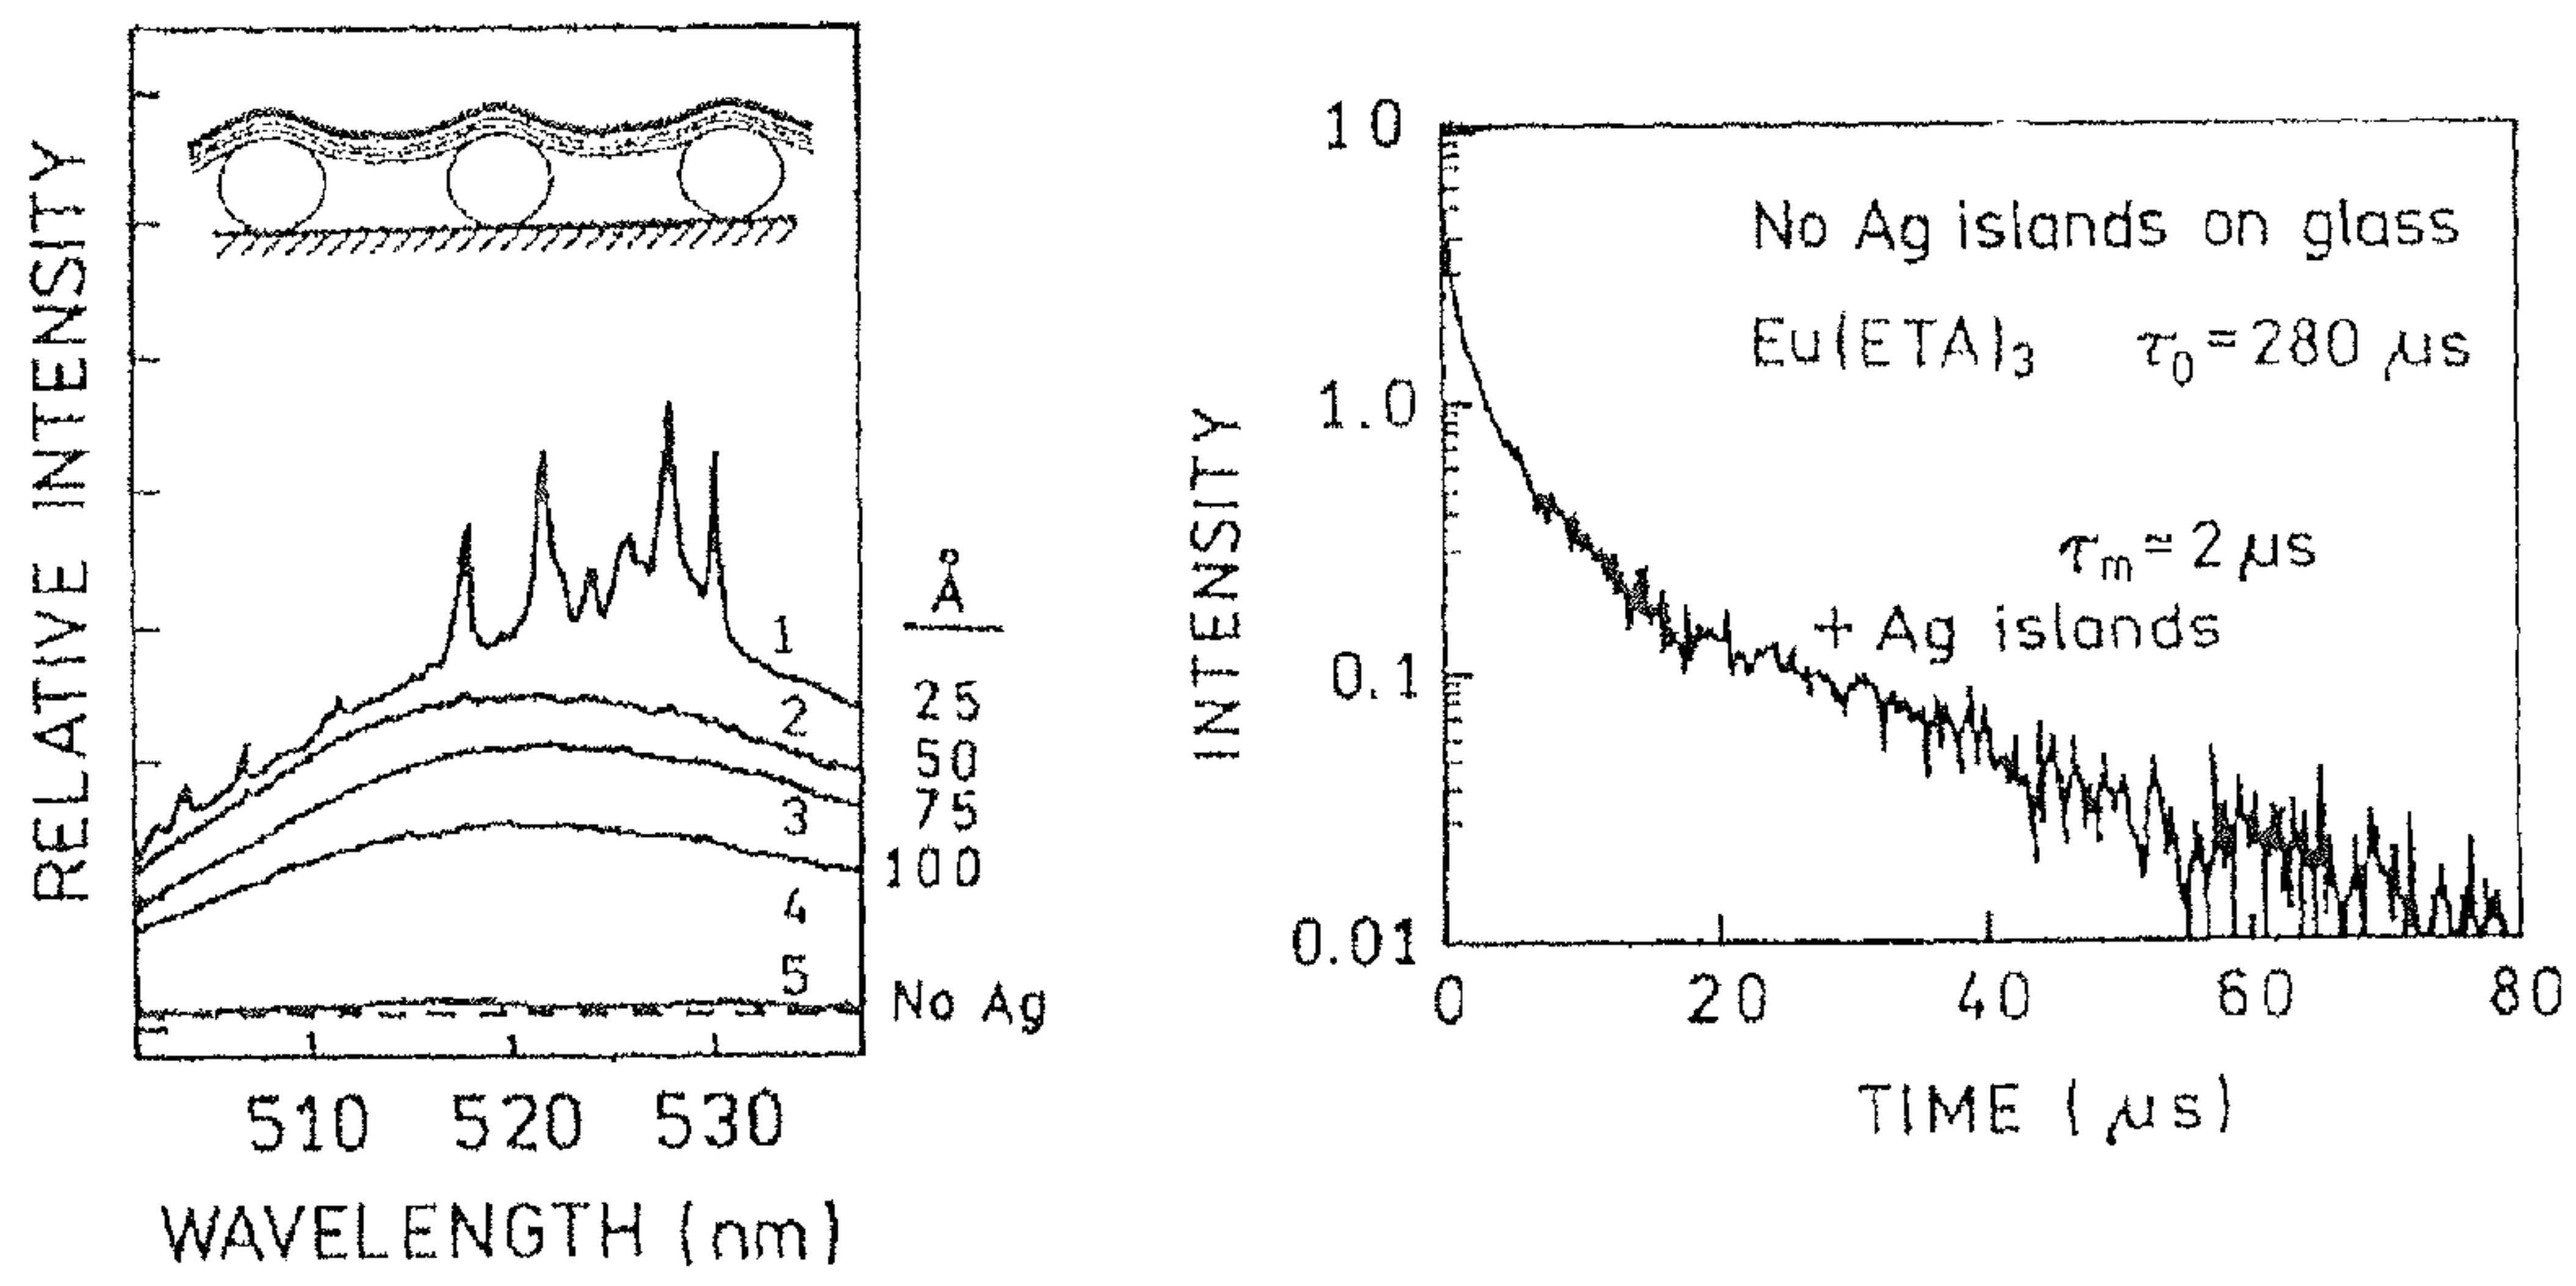 RELATIVE INTENSITY
1
2
3
4
5
Å
25
50
75
100
No Ag
510 520 530
WAVELENGTH (nm)
INTENSITY
10
1.0
0.1
0.01
No Ag islands on glass
Eu(ETA)₃ τ₀ = 280 μs
τₘ = 2 μs
+ Ag islands
0 20 40 60 80
TIME (μs)